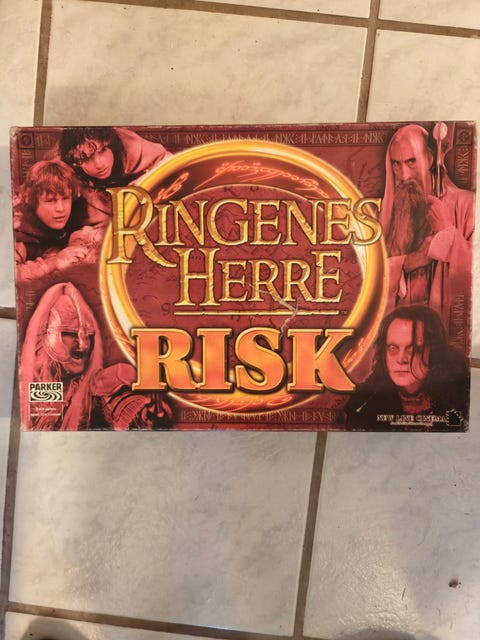 RINGENES
HERRE
RISK
PARKER
NEW LINE CINEMA